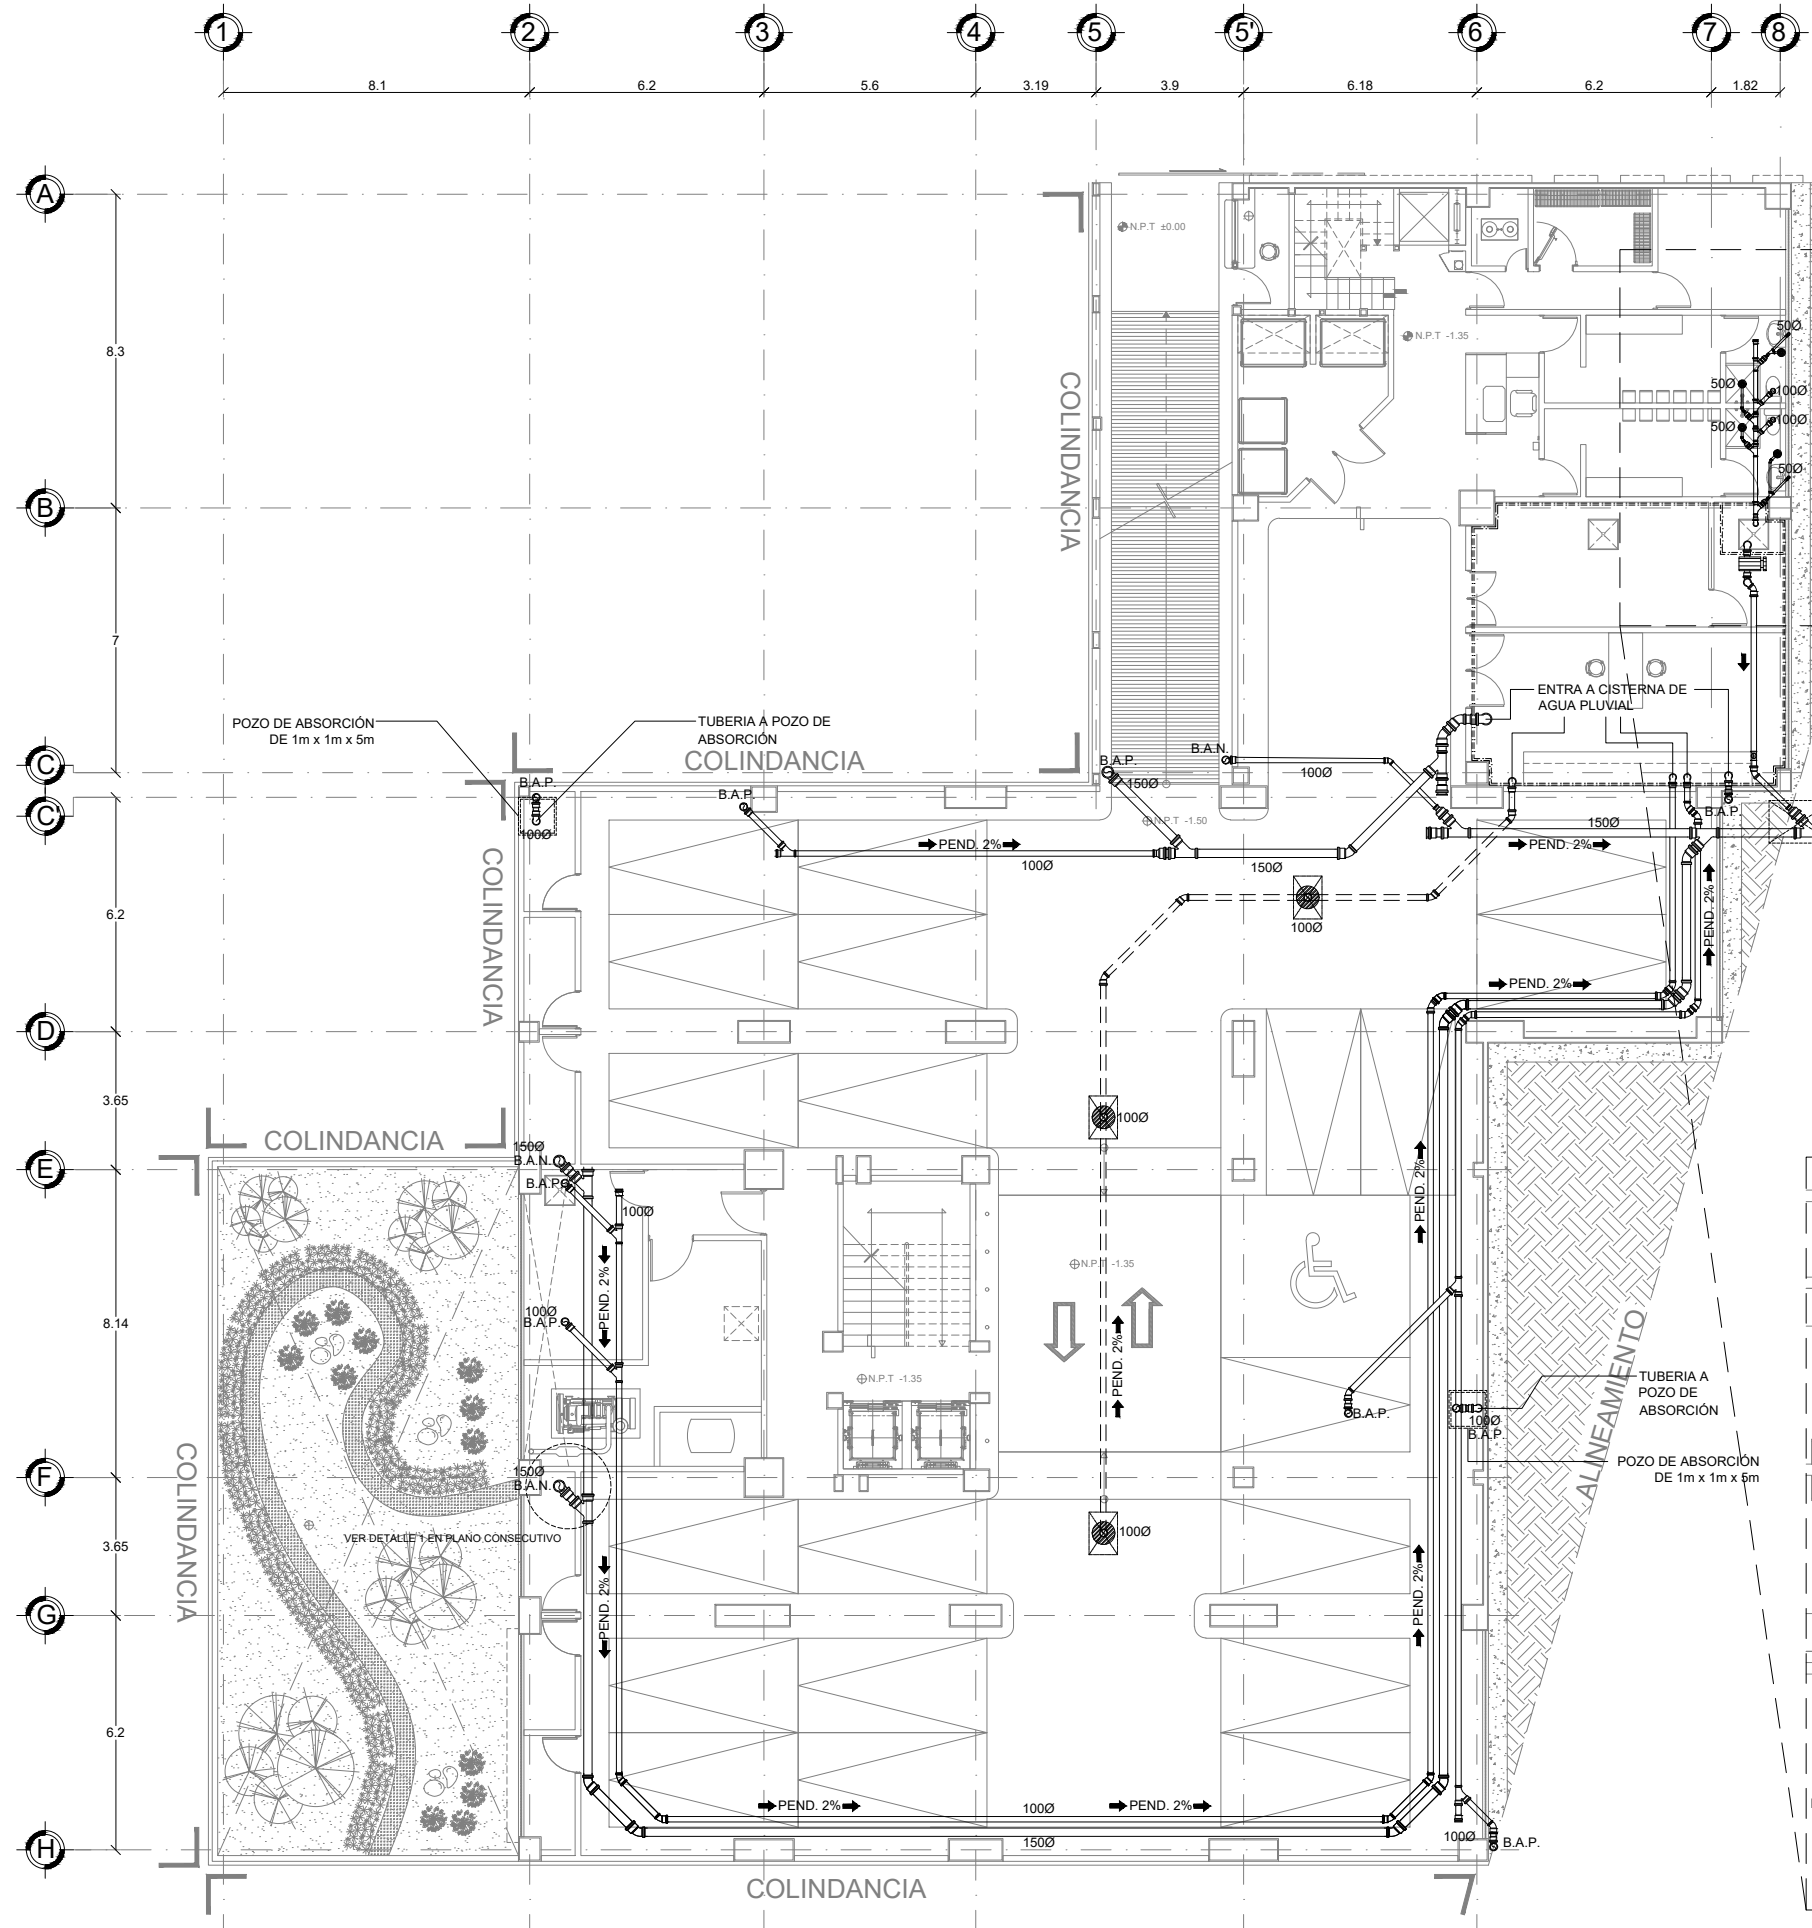 1 2 3 4 5 5' 6 7 8
8.1 6.2 5.6 3.19 3.9 6.18 6.2 1.82
A
N.P.T ±0.00
50Ø
N.P.T -1.35
8.3
50Ø 100Ø
100Ø
50Ø
50Ø
COLINDANCIA
B
7
ENTRA A CISTERNA DE
AGUA PLUVIAL
POZO DE ABSORCIÓN
DE 1m x 1m x 5m
TUBERIA A POZO DE
ABSORCIÓN
COLINDANCIA
B.A.N.
B.A.P.
C
100Ø
150Ø
B.A.P.
B.A.P.
B.A.P.
C'
N.P.T -1.50
150Ø
100Ø
PEND. 2%
PEND. 2%
100Ø
150Ø
COLINDANCIA
6.2
PEND. 2%
100Ø
PEND. 2%
D
3.65
100Ø
COLINDANCIA
150Ø
B.A.N.
E
B.A.P.
PEND. 2%
100Ø
N.P.T -1.35
PEND. 2%
100Ø
B.A.P.
8.14
ALINEAMIENTO
PEND. 2%
N.P.T -1.35
TUBERIA A
POZO DE
ABSORCIÓN
B.A.P.
100Ø
B.A.P.
POZO DE ABSORCIÓN
DE 1m x 1m x 5m
COLINDANCIA
F
150Ø
B.A.N.
VER DETALLE 1 EN PLANO CONSECUTIVO
100Ø
3.65
PEND. 2%
PEND. 2%
G
6.2
PEND. 2%
100Ø
PEND. 2%
150Ø
100Ø
B.A.P.
H
COLINDANCIA